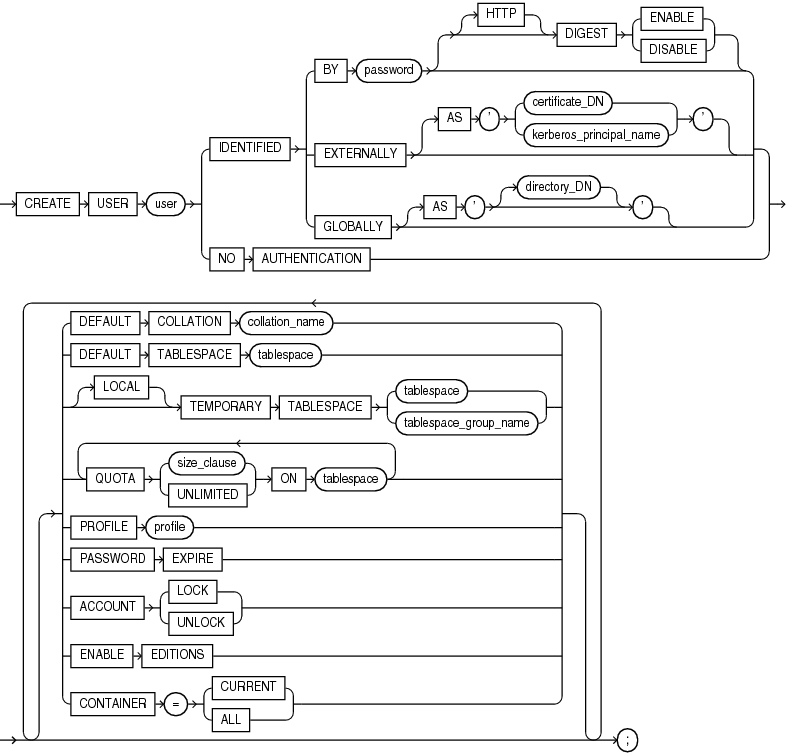 HTTP
ENABLE
DIGEST
DISABLE
BY password
certificate_DN
AS ' '
IDENTIFIED
kerberos_principal_name
EXTERNALLY
directory_DN
CREATE USER user
AS ' '
GLOBALLY
NO AUTHENTICATION
DEFAULT COLLATION collation_name
DEFAULT TABLESPACE tablespace
LOCAL
tablespace
TEMPORARY TABLESPACE
tablespace_group_name
size_clause
QUOTA ON tablespace
UNLIMITED
PROFILE profile
PASSWORD EXPIRE
LOCK
ACCOUNT
UNLOCK
ENABLE EDITIONS
CURRENT
CONTAINER =
ALL
;